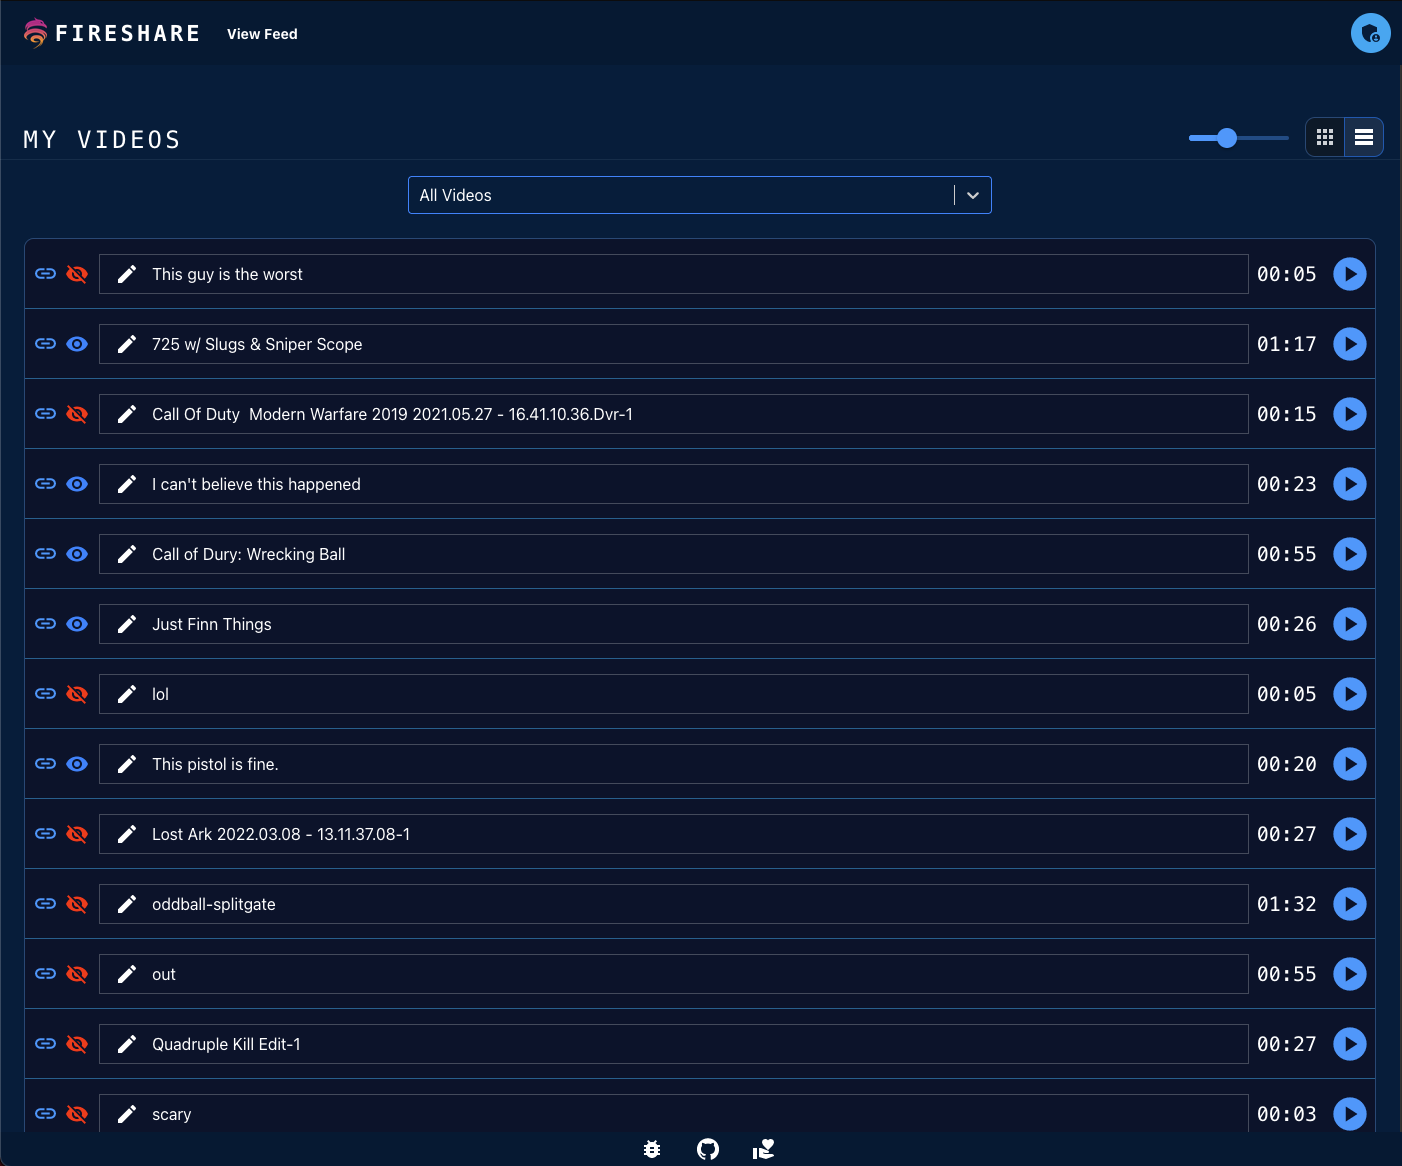 FIRESHARE View Feed
MY VIDEOS
All Videos
This guy is the worst 00:05
725 w/ Slugs & Sniper Scope 01:17
Call Of Duty  Modern Warfare 2019 2021.05.27 - 16.41.10.36.Dvr-1 00:15
I can't believe this happened 00:23
Call of Dury: Wrecking Ball 00:55
Just Finn Things 00:26
lol 00:05
This pistol is fine. 00:20
Lost Ark 2022.03.08 - 13.11.37.08-1 00:27
oddball-splitgate 01:32
out 00:55
Quadruple Kill Edit-1 00:27
scary 00:03